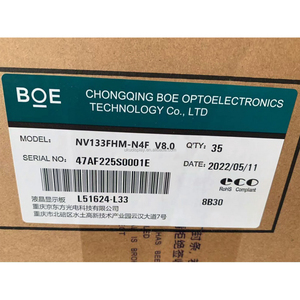 BOE
CHONGQING BOE OPTOELECTRONICS
TECHNOLOGY Co., LTD
MODEL: NV133FHM-N4F V8.0 Q'TY: 35
SERIAL NO: 47AF225S0001E DATE: 2022/05/11
液晶显示板 L51624-L33
eco
RoHS Compliant
重庆京东方光电科技有限公司
重庆市北碚区水土高新技术产业园云汉大道7号
8B30